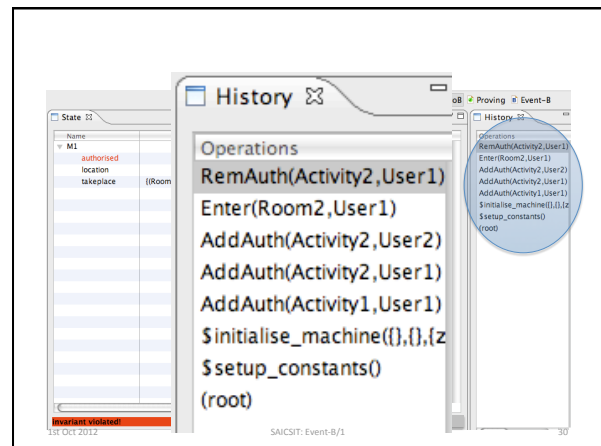 State
Name
M1
authorised
location
takeplace {(Room
Invariant violated!
History
Operations
RemAuth(Activity2,User1)
Enter(Room2,User1)
AddAuth(Activity2,User2)
AddAuth(Activity2,User1)
AddAuth(Activity1,User1)
$initialise_machine({},{},{z
$setup_constants()
(root)
oB Proving Event-B
History
Operations
RemAuth(Activity2,User1)
Enter(Room2,User1)
AddAuth(Activity2,User2)
AddAuth(Activity2,User1)
AddAuth(Activity1,User1)
$initialise_machine({},{},{z
$setup_constants()
(root)
1st Oct 2012 SAICSIT: Event-B/1 30